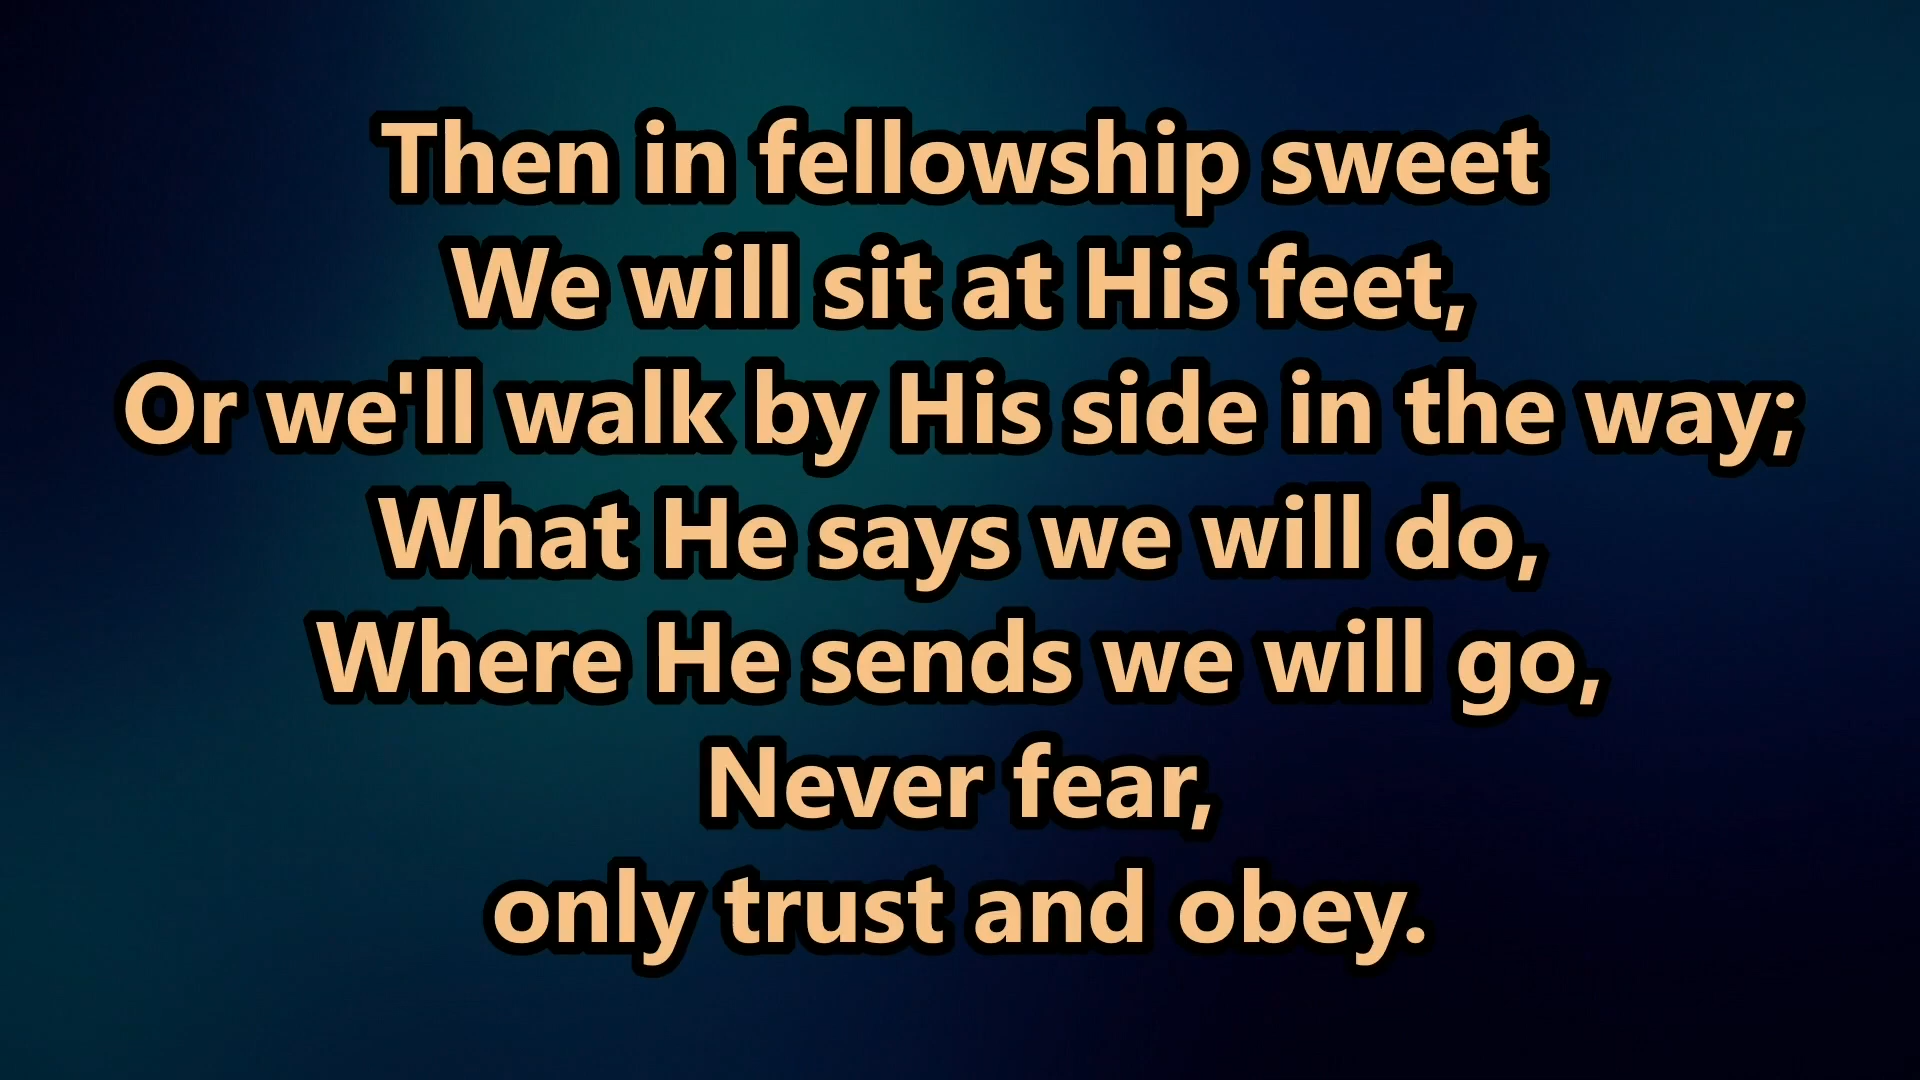 Then in fellowship sweet
We will sit at His feet,
Or we'll walk by His side in the way;
What He says we will do,
Where He sends we will go,
Never fear,
only trust and obey.